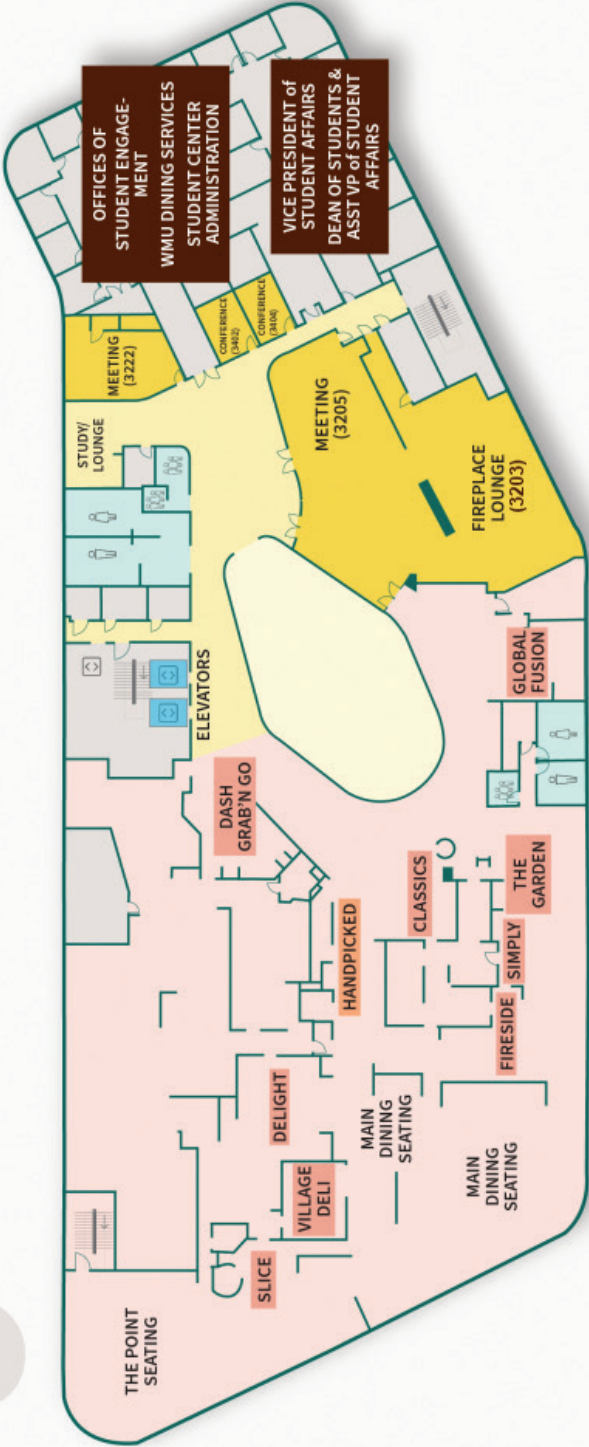 OFFICES OF
STUDENT ENGAGE-
MENT
WMU DINING SERVICES
STUDENT CENTER
ADMINISTRATION
VICE PRESIDENT of
STUDENT AFFAIRS
DEAN OF STUDENTS &
ASST VP of STUDENT
AFFAIRS
MEETING
(3222)
CONFERENCE
(3402)
CONFERENCE
(3404)
STUDY/
LOUNGE
MEETING
(3205)
FIREPLACE
LOUNGE
(3203)
ELEVATORS
GLOBAL
FUSION
DASH
GRAB'N GO
CLASSICS
THE
GARDEN
HANDPICKED
SIMPLY
FIRESIDE
DELIGHT
MAIN
DINING
SEATING
MAIN
DINING
SEATING
VILLAGE
DELI
SLICE
THE POINT
SEATING